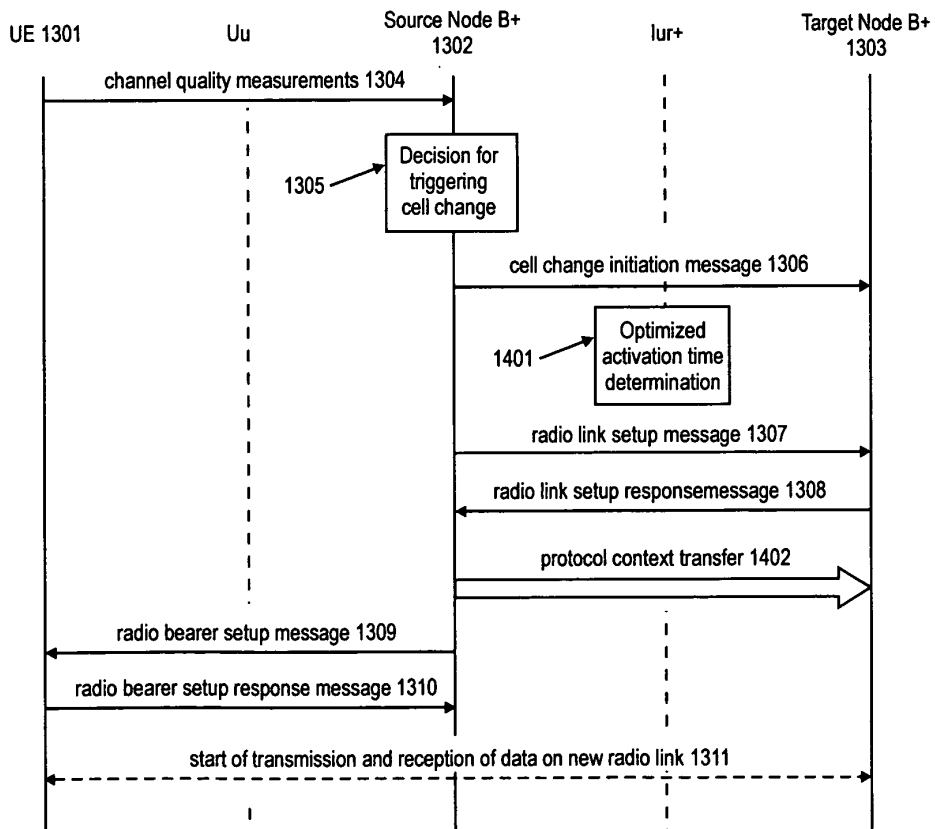 UE 1301
Uu
Source Node B+
1302
Iur+
Target Node B+
1303
channel quality measurements 1304
Decision for
triggering
cell change
1305
cell change initiation message 1306
Optimized
activation time
determination
1401
radio link setup message 1307
radio link setup responsemessage 1308
protocol context transfer 1402
radio bearer setup message 1309
radio bearer setup response message 1310
start of transmission and reception of data on new radio link 1311